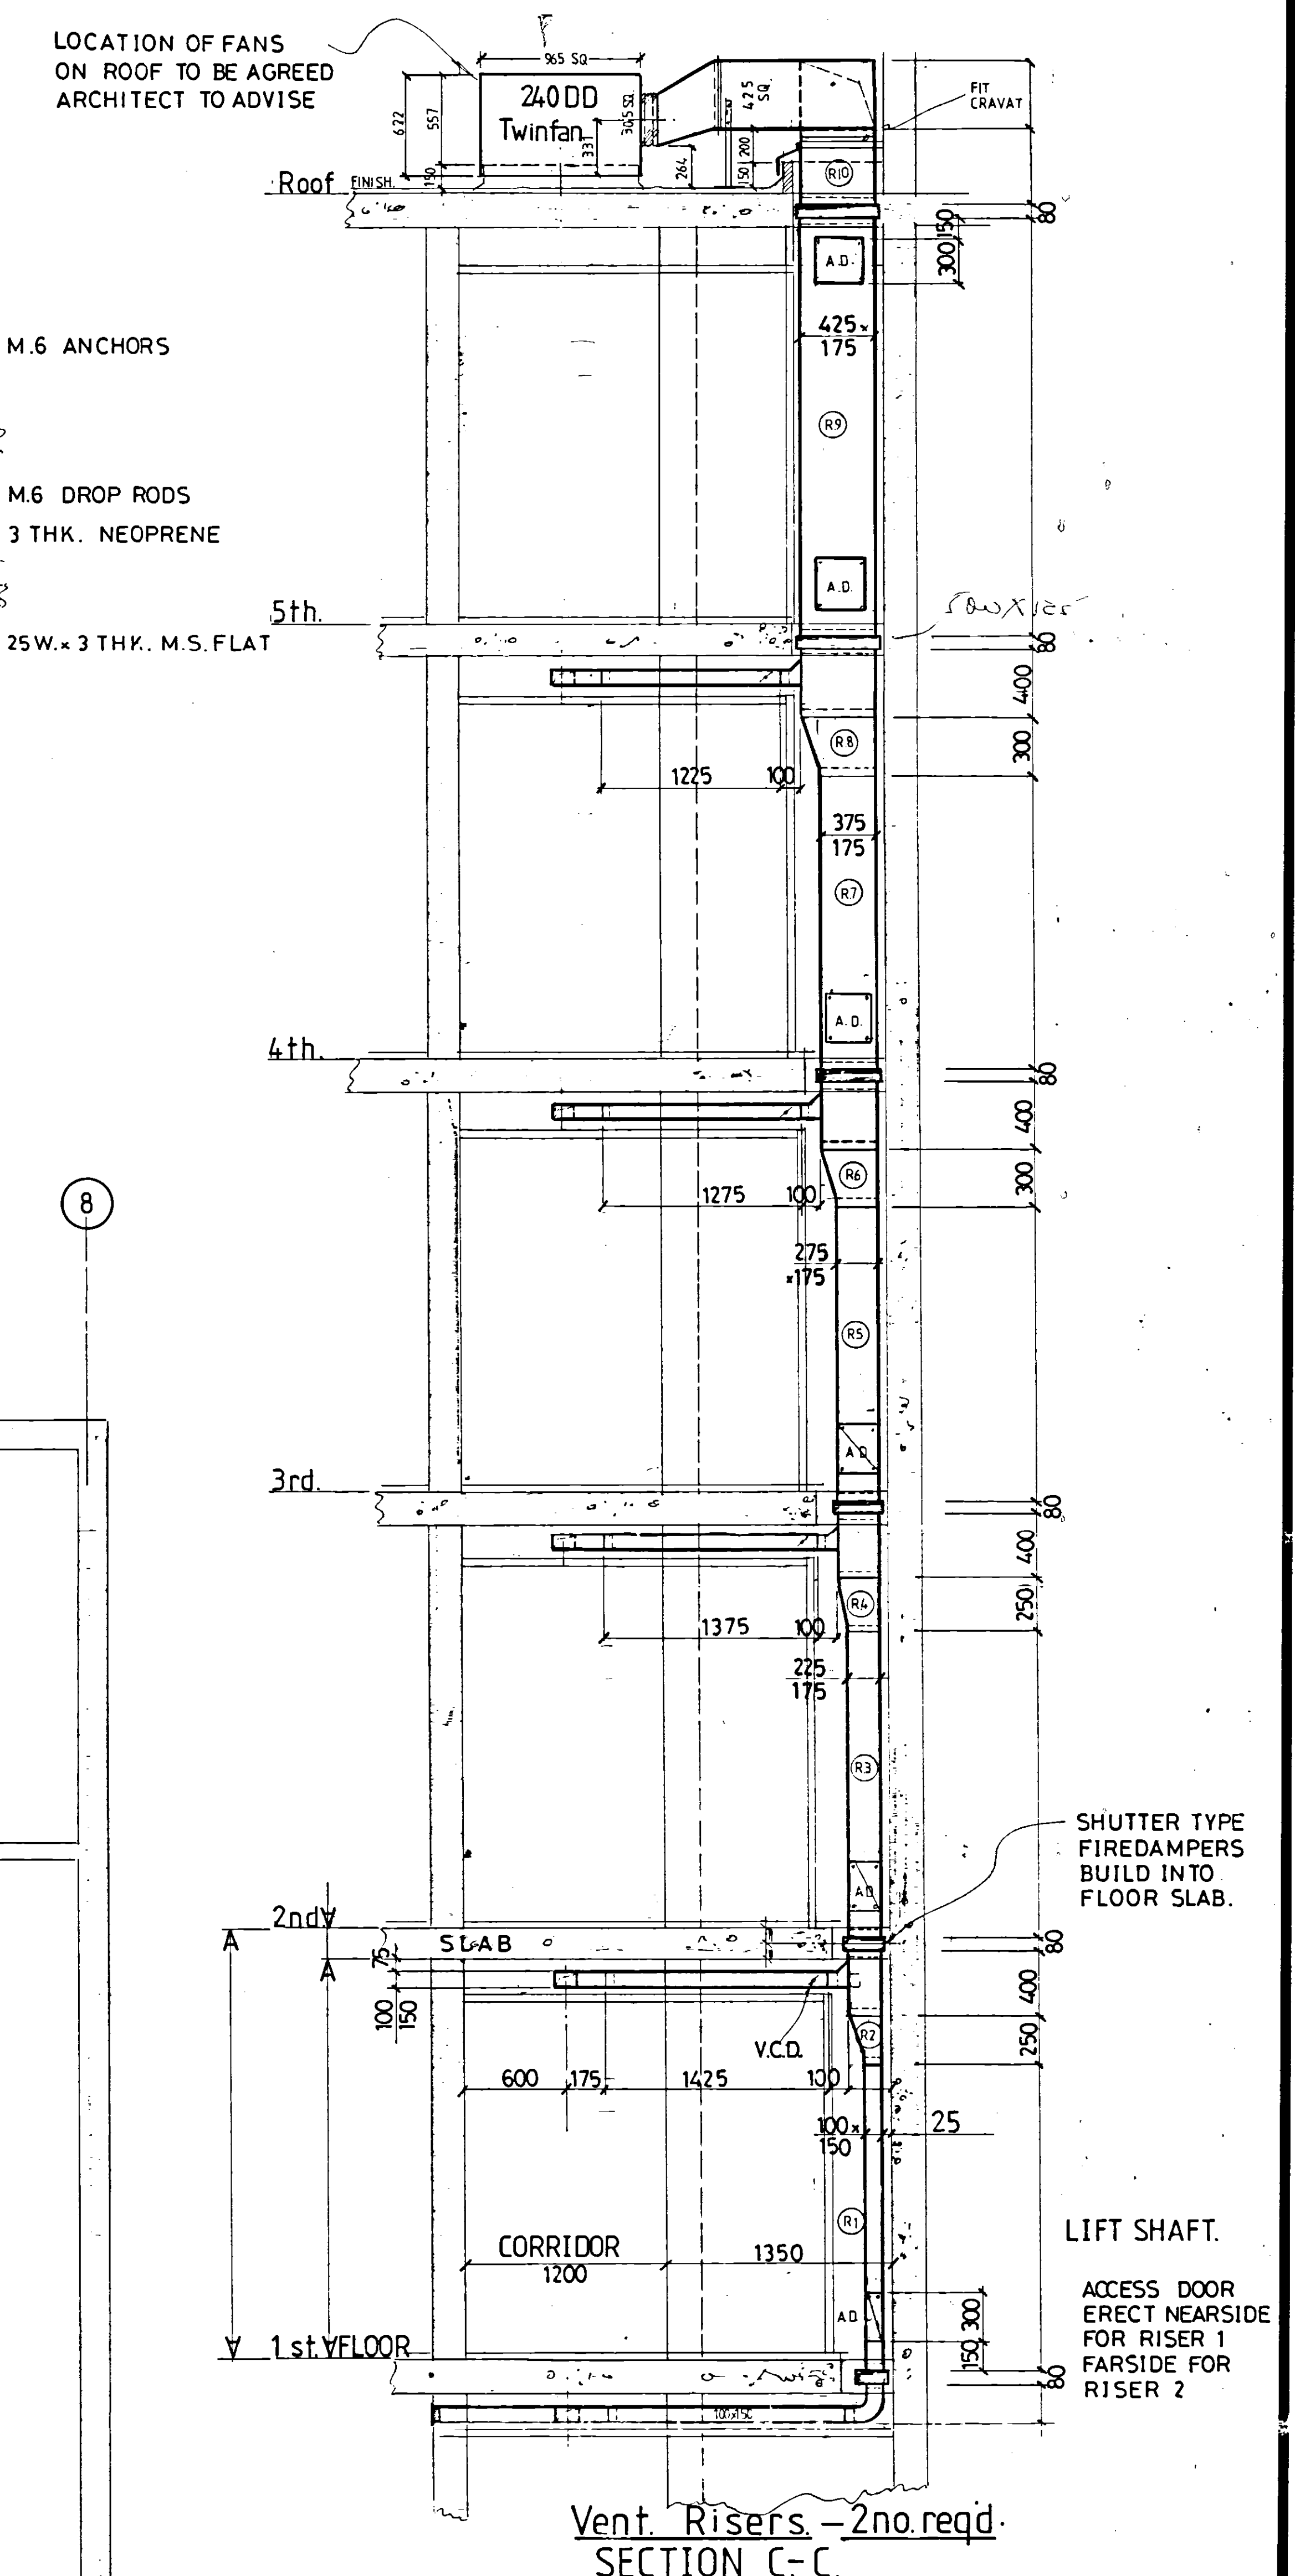 LOCATION OF FANS
ON ROOF TO BE AGREED
ARCHITECT TO ADVISE
965 SQ
240 DD
Twinfan
622
557
150
331
305 SQ.
264
425 SQ.
200
150
FIT
CRAVAT
R10
Roof FINISH.
80
150
300
A.D.
M.6 ANCHORS
425 x
175
R9
M.6 DROP RODS
3 THK. NEOPRENE
25W. x 3 THK. M.S. FLAT
A.D.
5th.
80
400
R8
300
1225
100
375
175
R7
A.D.
4th.
80
400
R6
300
1275
100
8
275
x175
R5
A.D.
3rd.
80
400
R4
250
1375
100
225
175
R3
SHUTTER TYPE
FIREDAMPERS
BUILD INTO
FLOOR SLAB.
AD
2nd
A
A
SLAB
80
75
100
150
400
V.C.D.
R2
250
600
175
1425
100
100 x
150
25
R1
LIFT SHAFT.
CORRIDOR
1200
1350
A.D.
300
150
ACCESS DOOR
ERECT NEARSIDE
FOR RISER 1
FARSIDE FOR
RISER 2
1st. FLOOR
80
100x150
Vent. Risers. – 2no. reqd.
SECTION C-C.